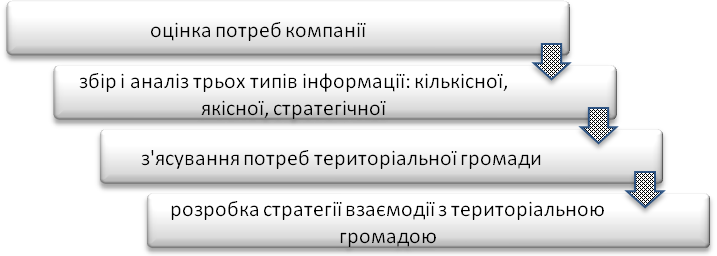 оцінка потреб компанії
збір і аналіз трьох типів інформації: кількісної,
якісної, стратегічної
з'ясування потреб територіальної громади
розробка стратегії взаємодії з територіальною
громадою